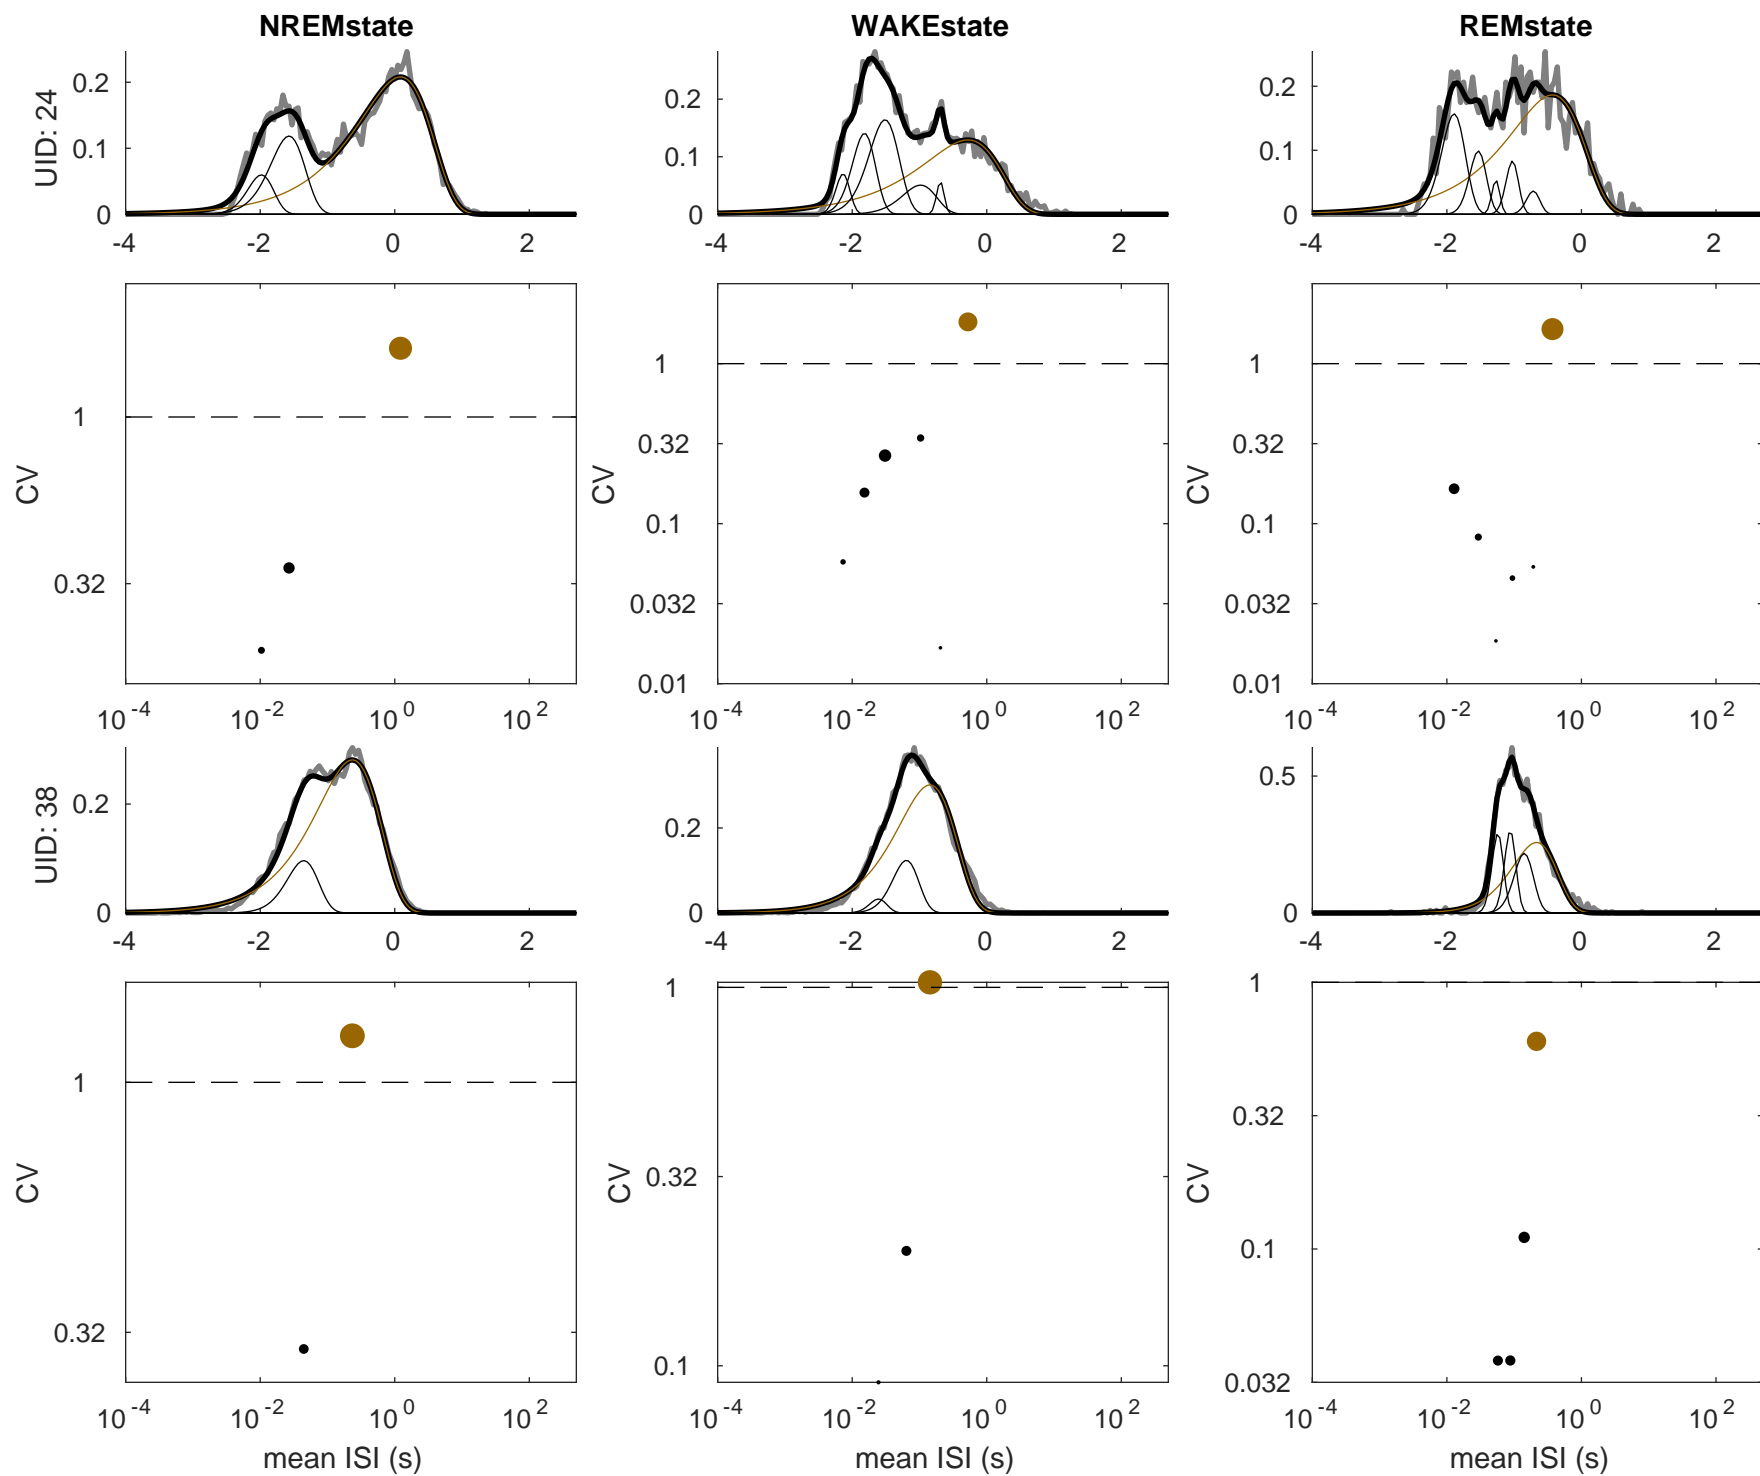 NREMstate WAKEstate REMstate
UID: 24
0.2 0.1 0
-4 -2 0 2
0.2 0.1 0
-4 -2 0 2
0.2 0.1 0
-4 -2 0 2
CV
1 0.32
10^-4 10^-2 10^0 10^2
CV
1 0.32 0.1 0.032 0.01
10^-4 10^-2 10^0 10^2
CV
1 0.32 0.1 0.032 0.01
10^-4 10^-2 10^0 10^2
UID: 38
0.2 0
-4 -2 0 2
0.2 0
-4 -2 0 2
0.5 0
-4 -2 0 2
CV
1 0.32
10^-4 10^-2 10^0 10^2
mean ISI (s)
CV
1 0.32 0.1
10^-4 10^-2 10^0 10^2
mean ISI (s)
CV
1 0.32 0.1 0.032
10^-4 10^-2 10^0 10^2
mean ISI (s)